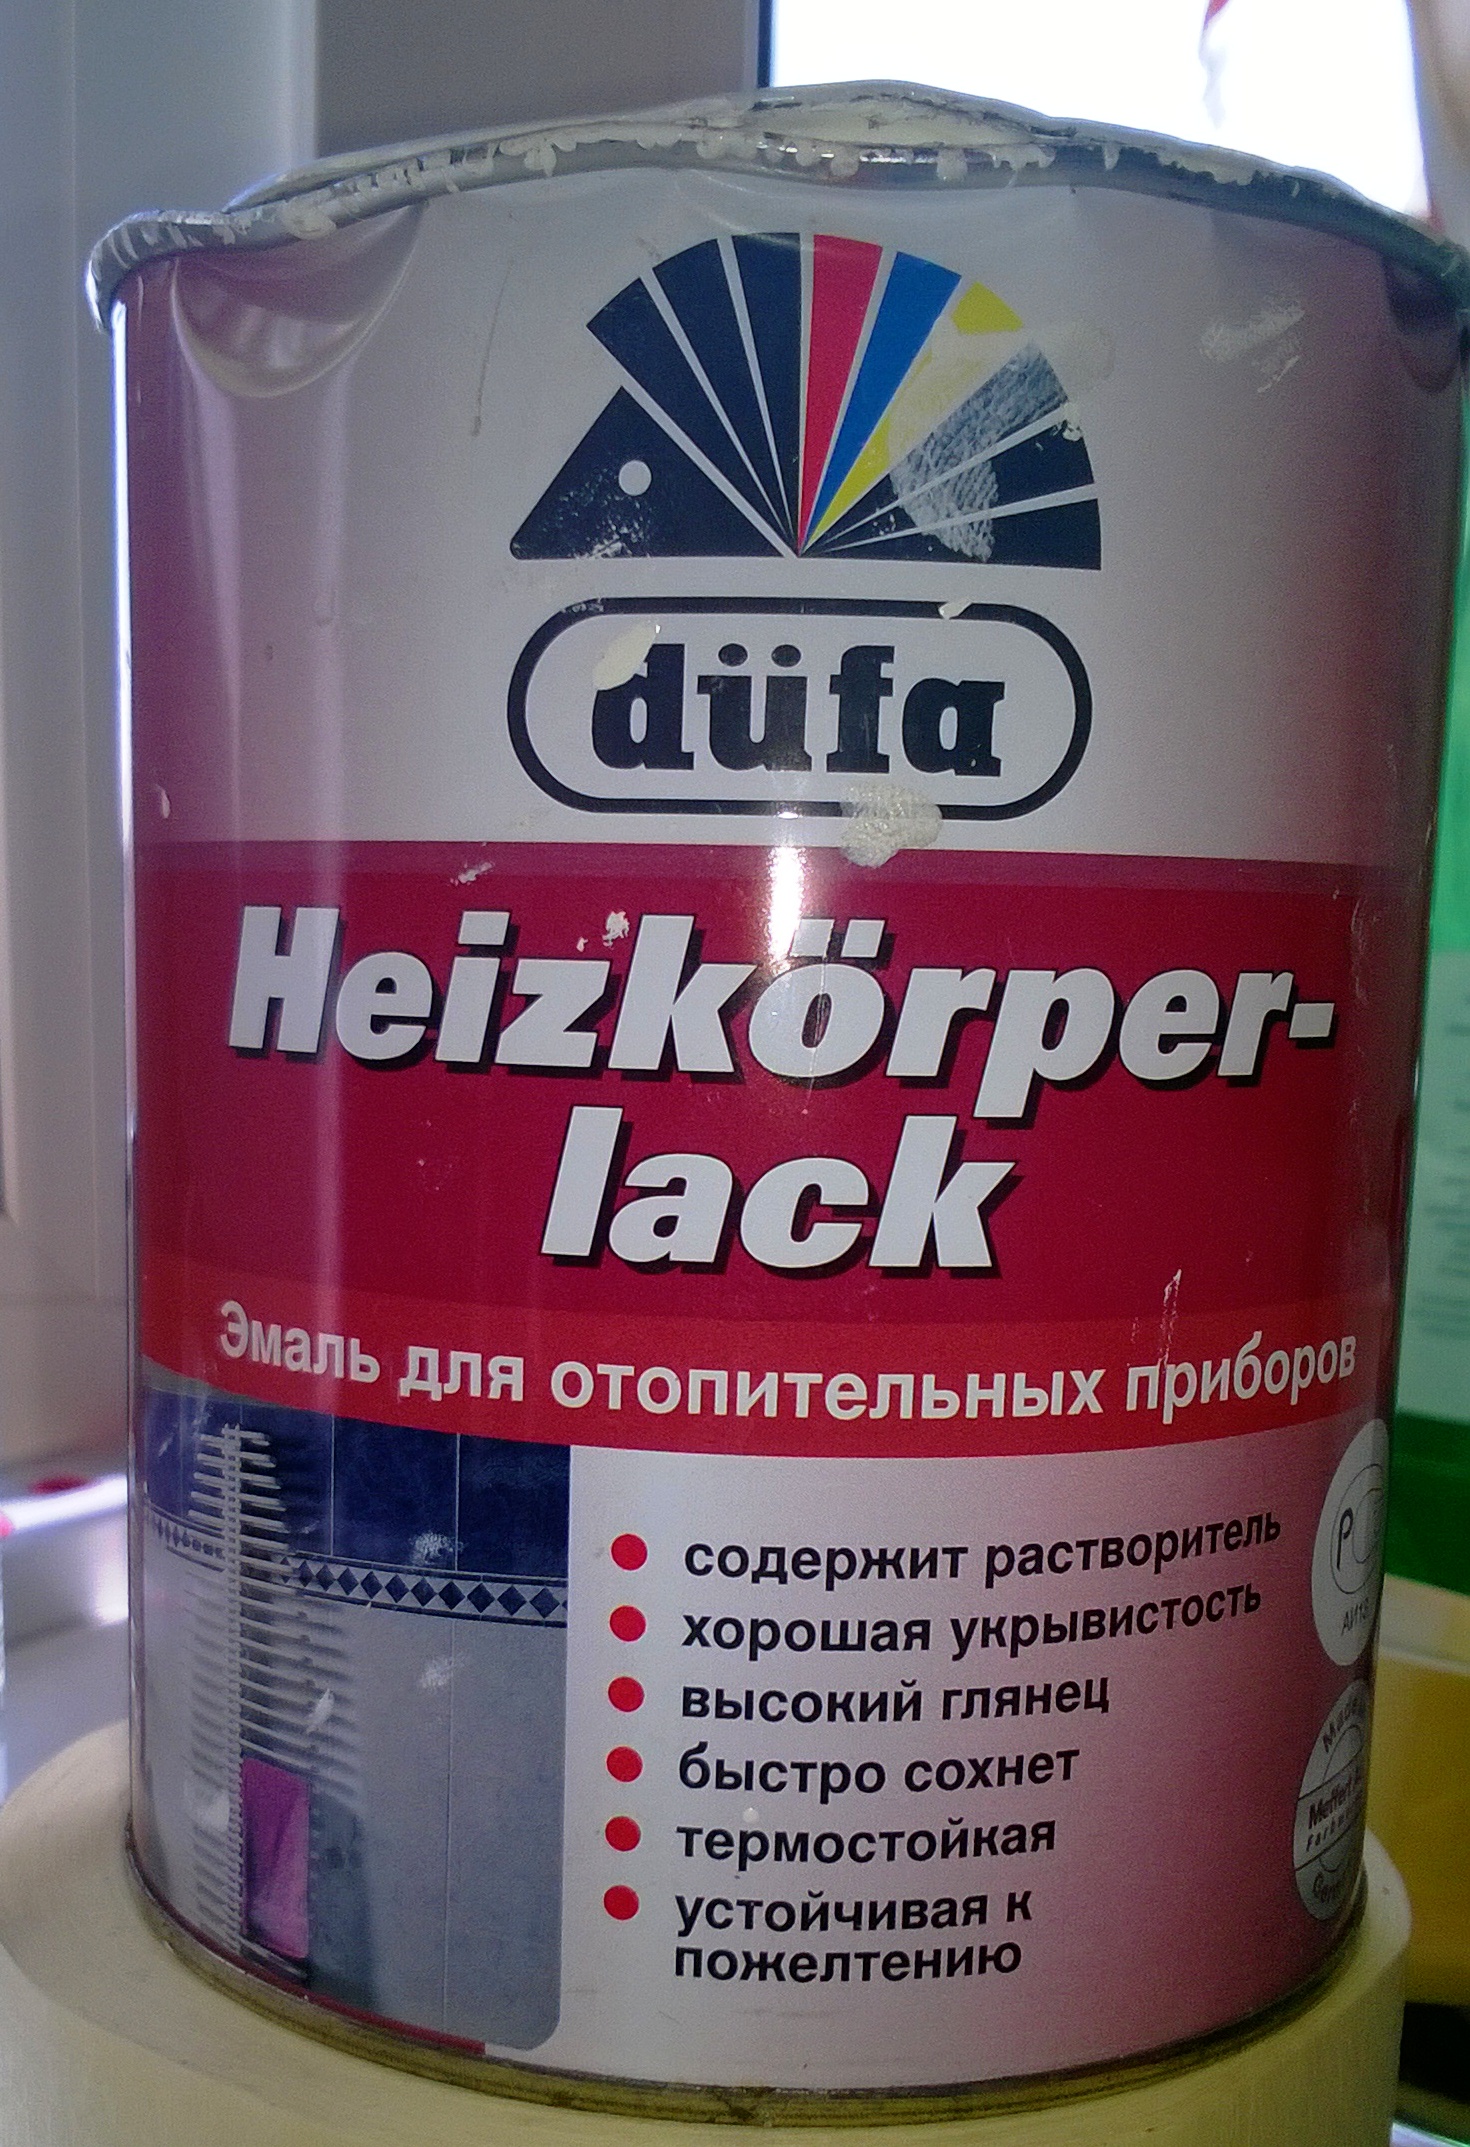 düfa
Heizkörper-
lack
Эмаль для отопительных приборов
содержит растворитель
хорошая укрывистость
высокий глянец
быстро сохнет
термостойкая
устойчивая к
пожелтению